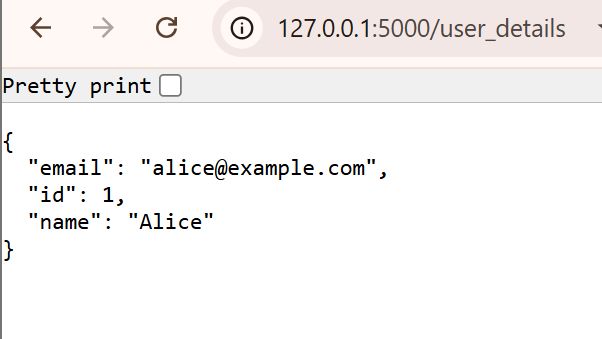 127.0.0.1:5000/user_details
Pretty print
{
  "email": "alice@example.com",
  "id": 1,
  "name": "Alice"
}